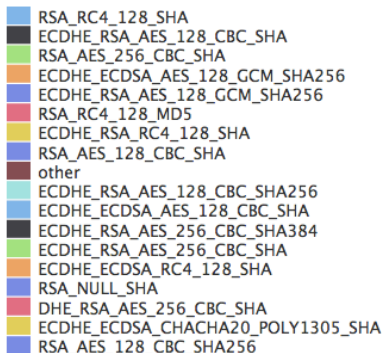 RSA_RC4_128_SHA
ECDHE_RSA_AES_128_CBC_SHA
RSA_AES_256_CBC_SHA
ECDHE_ECDSA_AES_128_GCM_SHA256
ECDHE_RSA_AES_128_GCM_SHA256
RSA_RC4_128_MD5
ECDHE_RSA_RC4_128_SHA
RSA_AES_128_CBC_SHA
other
ECDHE_RSA_AES_128_CBC_SHA256
ECDHE_ECDSA_AES_128_CBC_SHA
ECDHE_RSA_AES_256_CBC_SHA384
ECDHE_RSA_AES_256_CBC_SHA
ECDHE_ECDSA_RC4_128_SHA
RSA_NULL_SHA
DHE_RSA_AES_256_CBC_SHA
ECDHE_ECDSA_CHACHA20_POLY1305_SHA
RSA_AES_128_CBC_SHA256